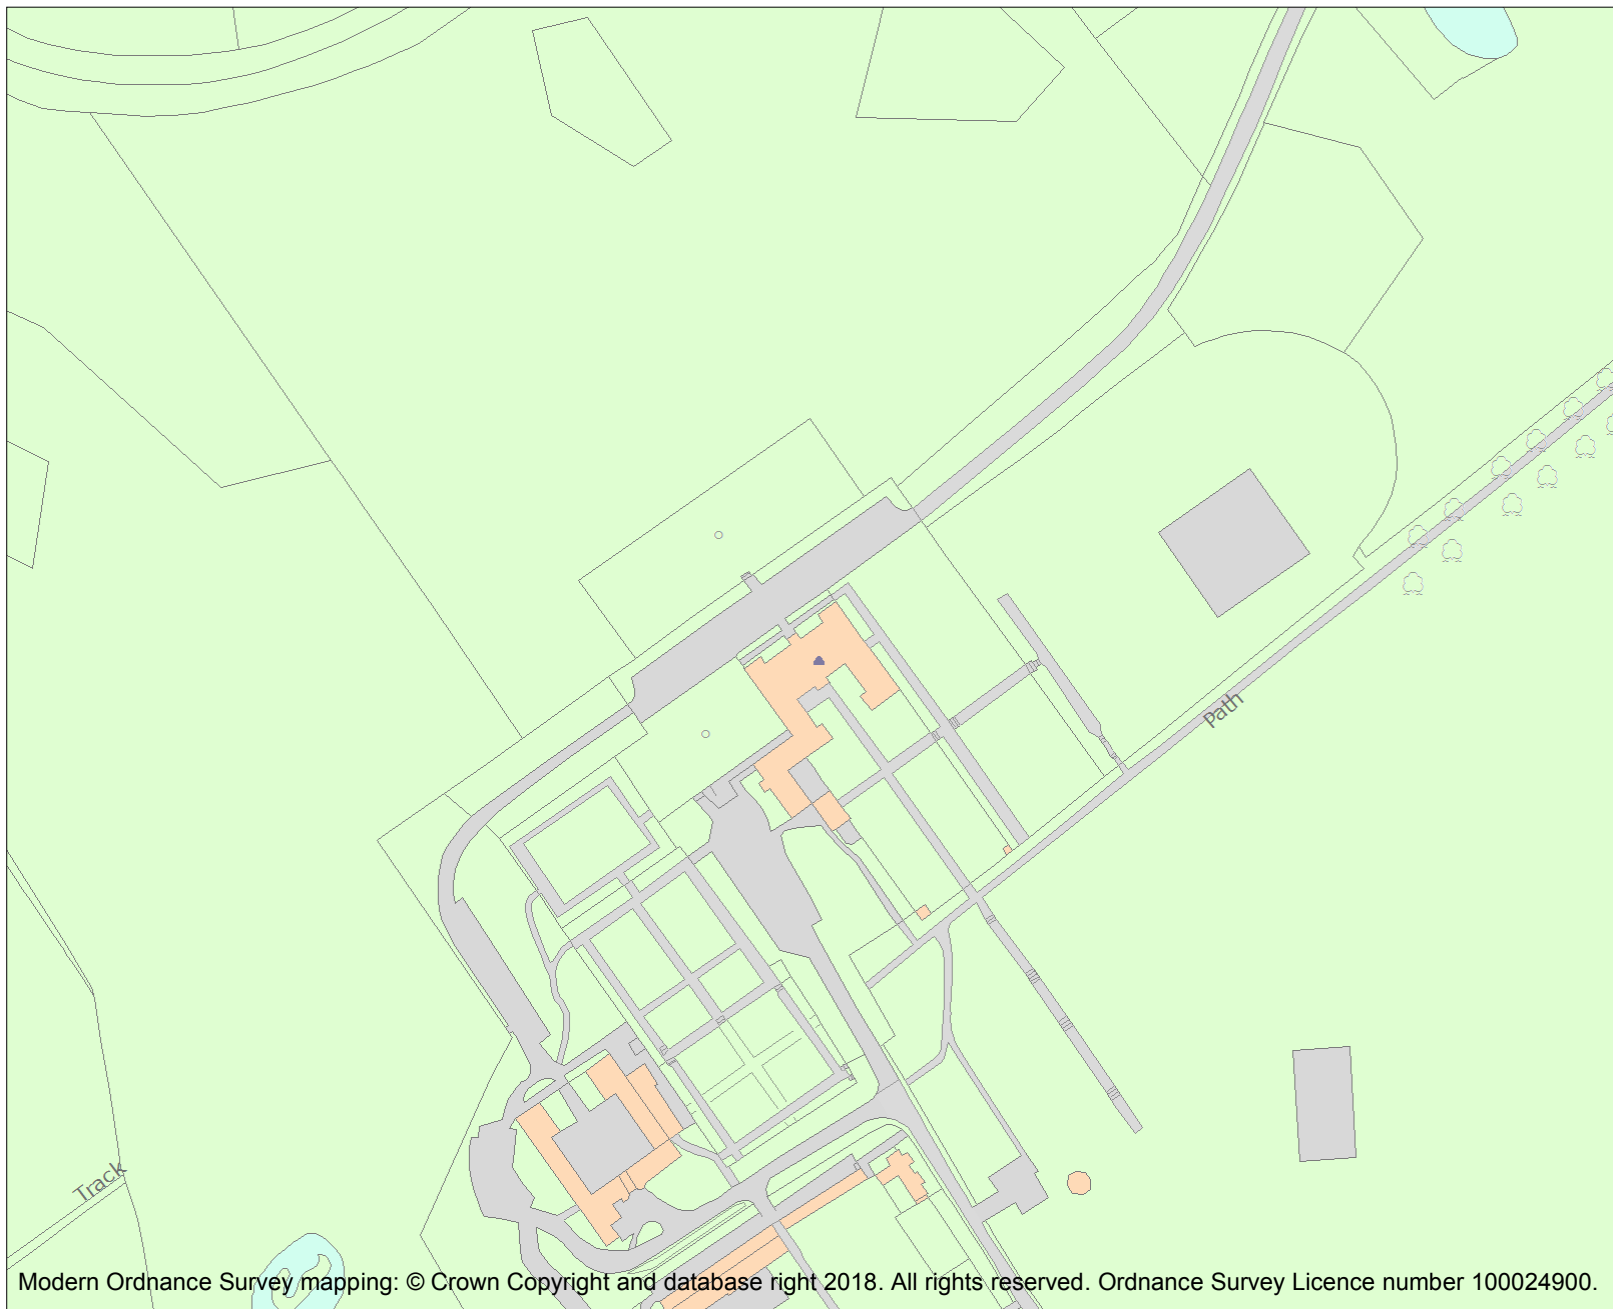 Path
Track
Modern Ordnance Survey mapping: © Crown Copyright and database right 2018. All rights reserved. Ordnance Survey Licence number 100024900.